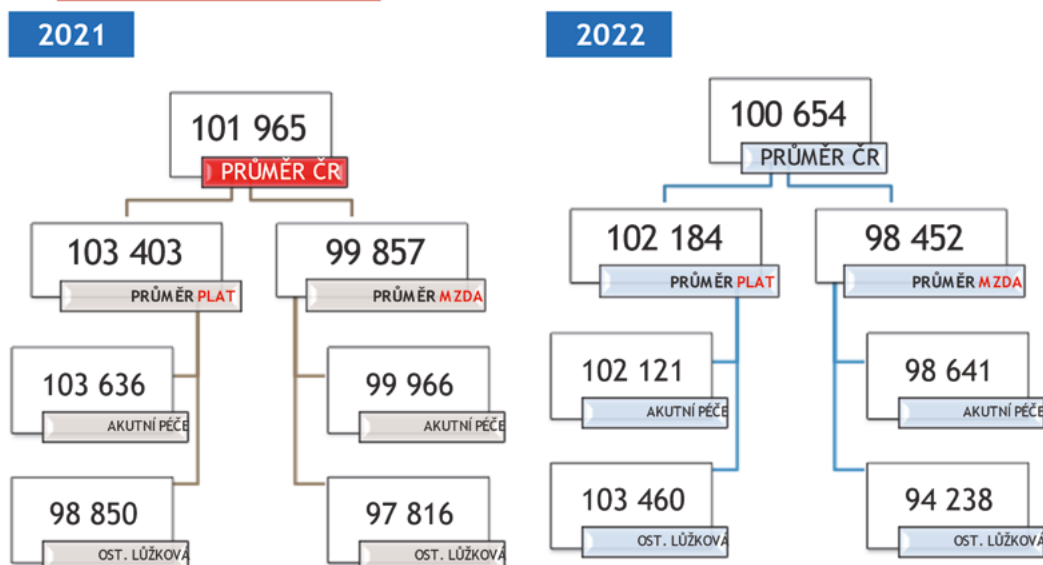 2021
101 965
PRŮMĚR ČR
103 403
PRŮMĚR PLAT
99 857
PRŮMĚR MZDA
103 636
AKUTNÍ PÉČE
99 966
AKUTNÍ PÉČE
98 850
OST. LŮŽKOVÁ
97 816
OST. LŮŽKOVÁ
2022
100 654
PRŮMĚR ČR
102 184
PRŮMĚR PLAT
98 452
PRŮMĚR MZDA
102 121
AKUTNÍ PÉČE
98 641
AKUTNÍ PÉČE
103 460
OST. LŮŽKOVÁ
94 238
OST. LŮŽKOVÁ